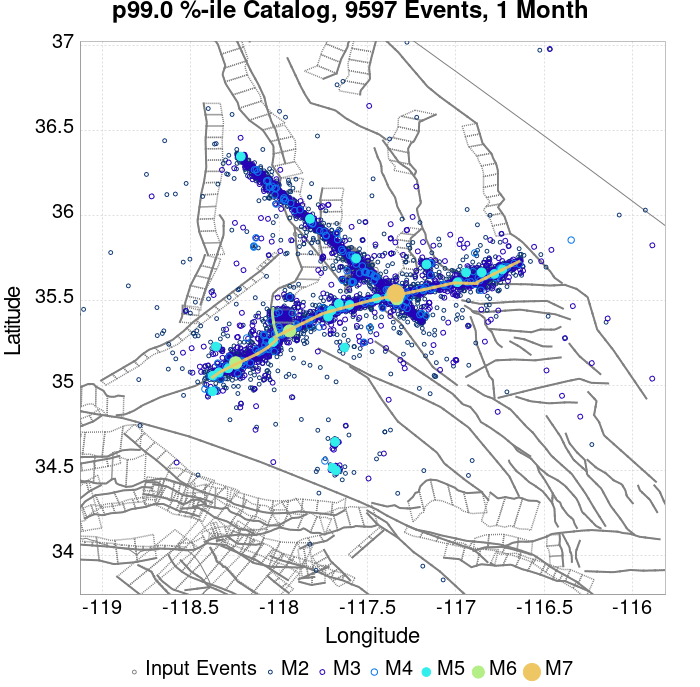 p99.0 %-ile Catalog, 9597 Events, 1 Month
37
36.5
36
35.5
35
34.5
34
Latitude
-119 -118.5 -118 -117.5 -117 -116.5 -116
Longitude
Input Events M2 M3 M4 M5 M6 M7